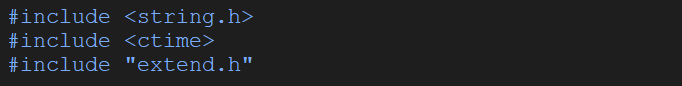 #include <string.h>
#include <ctime>
#include "extend.h"